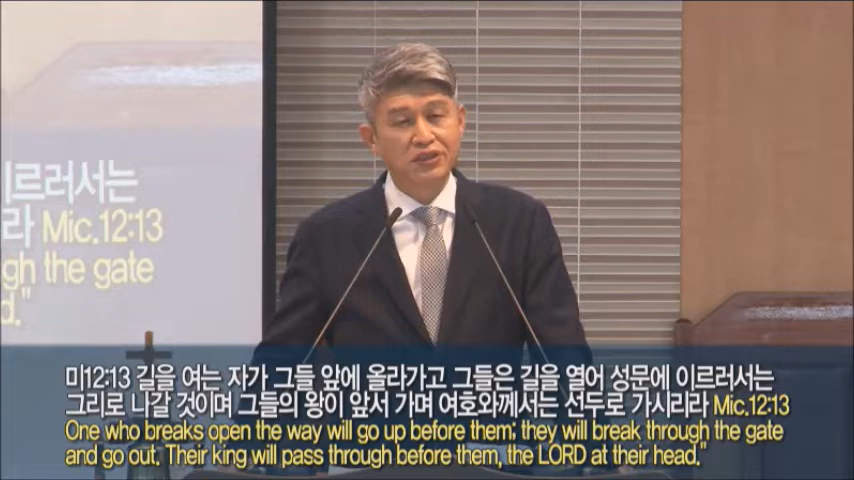 이르러서는
라 Mic.12:13
gh the gate
d."
미12:13 길을 여는 자가 그들 앞에 올라가고 그들은 길을 열어 성문에 이르러서는
그리로 나갈 것이며 그들의 왕이 앞서 가며 여호와께서는 선두로 가시리라 Mic.12:13
One who breaks open the way will go up before them; they will break through the gate
and go out. Their king will pass through before them, the LORD at their head."